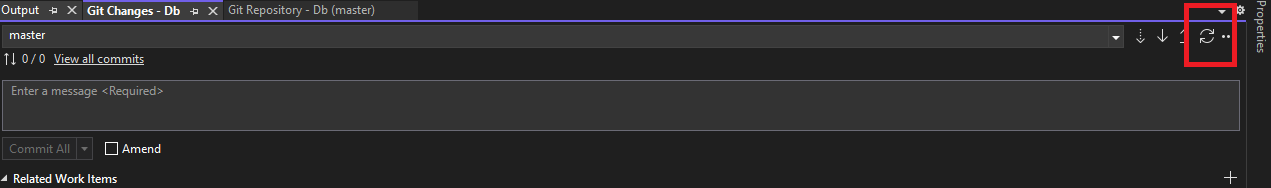 Output Git Changes - Db Git Repository - Db (master)
Properties
master
0 / 0 View all commits
Enter a message <Required>
Commit All Amend
Related Work Items